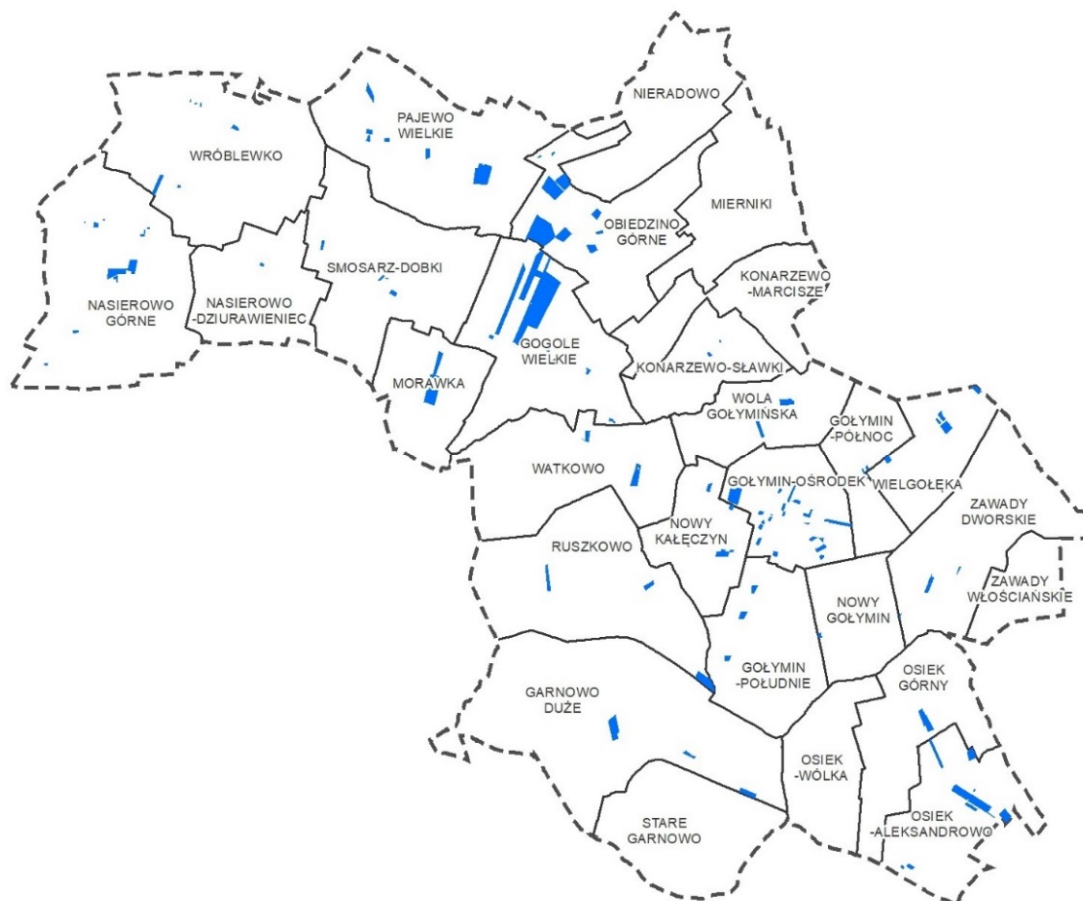 NIERADOWO
PAJEWO
WIELKIE
WRÓBLEWKO
MIERNIKI
OBIEDZINO
GÓRNE
SMOSARZ-DOBKI
KONARZEWO
-MARCISZE
NASIEROWO
GÓRNE
NASIEROWO
-DZIURAWIENIEC
GOGOLE
WIELKIE
KONARZEWO-SŁAWKI
MORAWKA
WOLA
GOŁYMIŃSKA
GOŁYMIN
-PÓŁNOC
WATKOWO
GOŁYMIN-OŚRODEK
WIELGOŁĘKA
ZAWADY
DWORSKIE
NOWY
KAŁĘCZYN
RUSZKOWO
ZAWADY
WŁOŚCIAŃSKIE
NOWY
GOŁYMIN
GOŁYMIN
-POŁUDNIE
OSIEK
GÓRNY
GARNOWO
DUŻE
OSIEK
-WÓLKA
OSIEK
-ALEKSANDROWO
STARE
GARNOWO